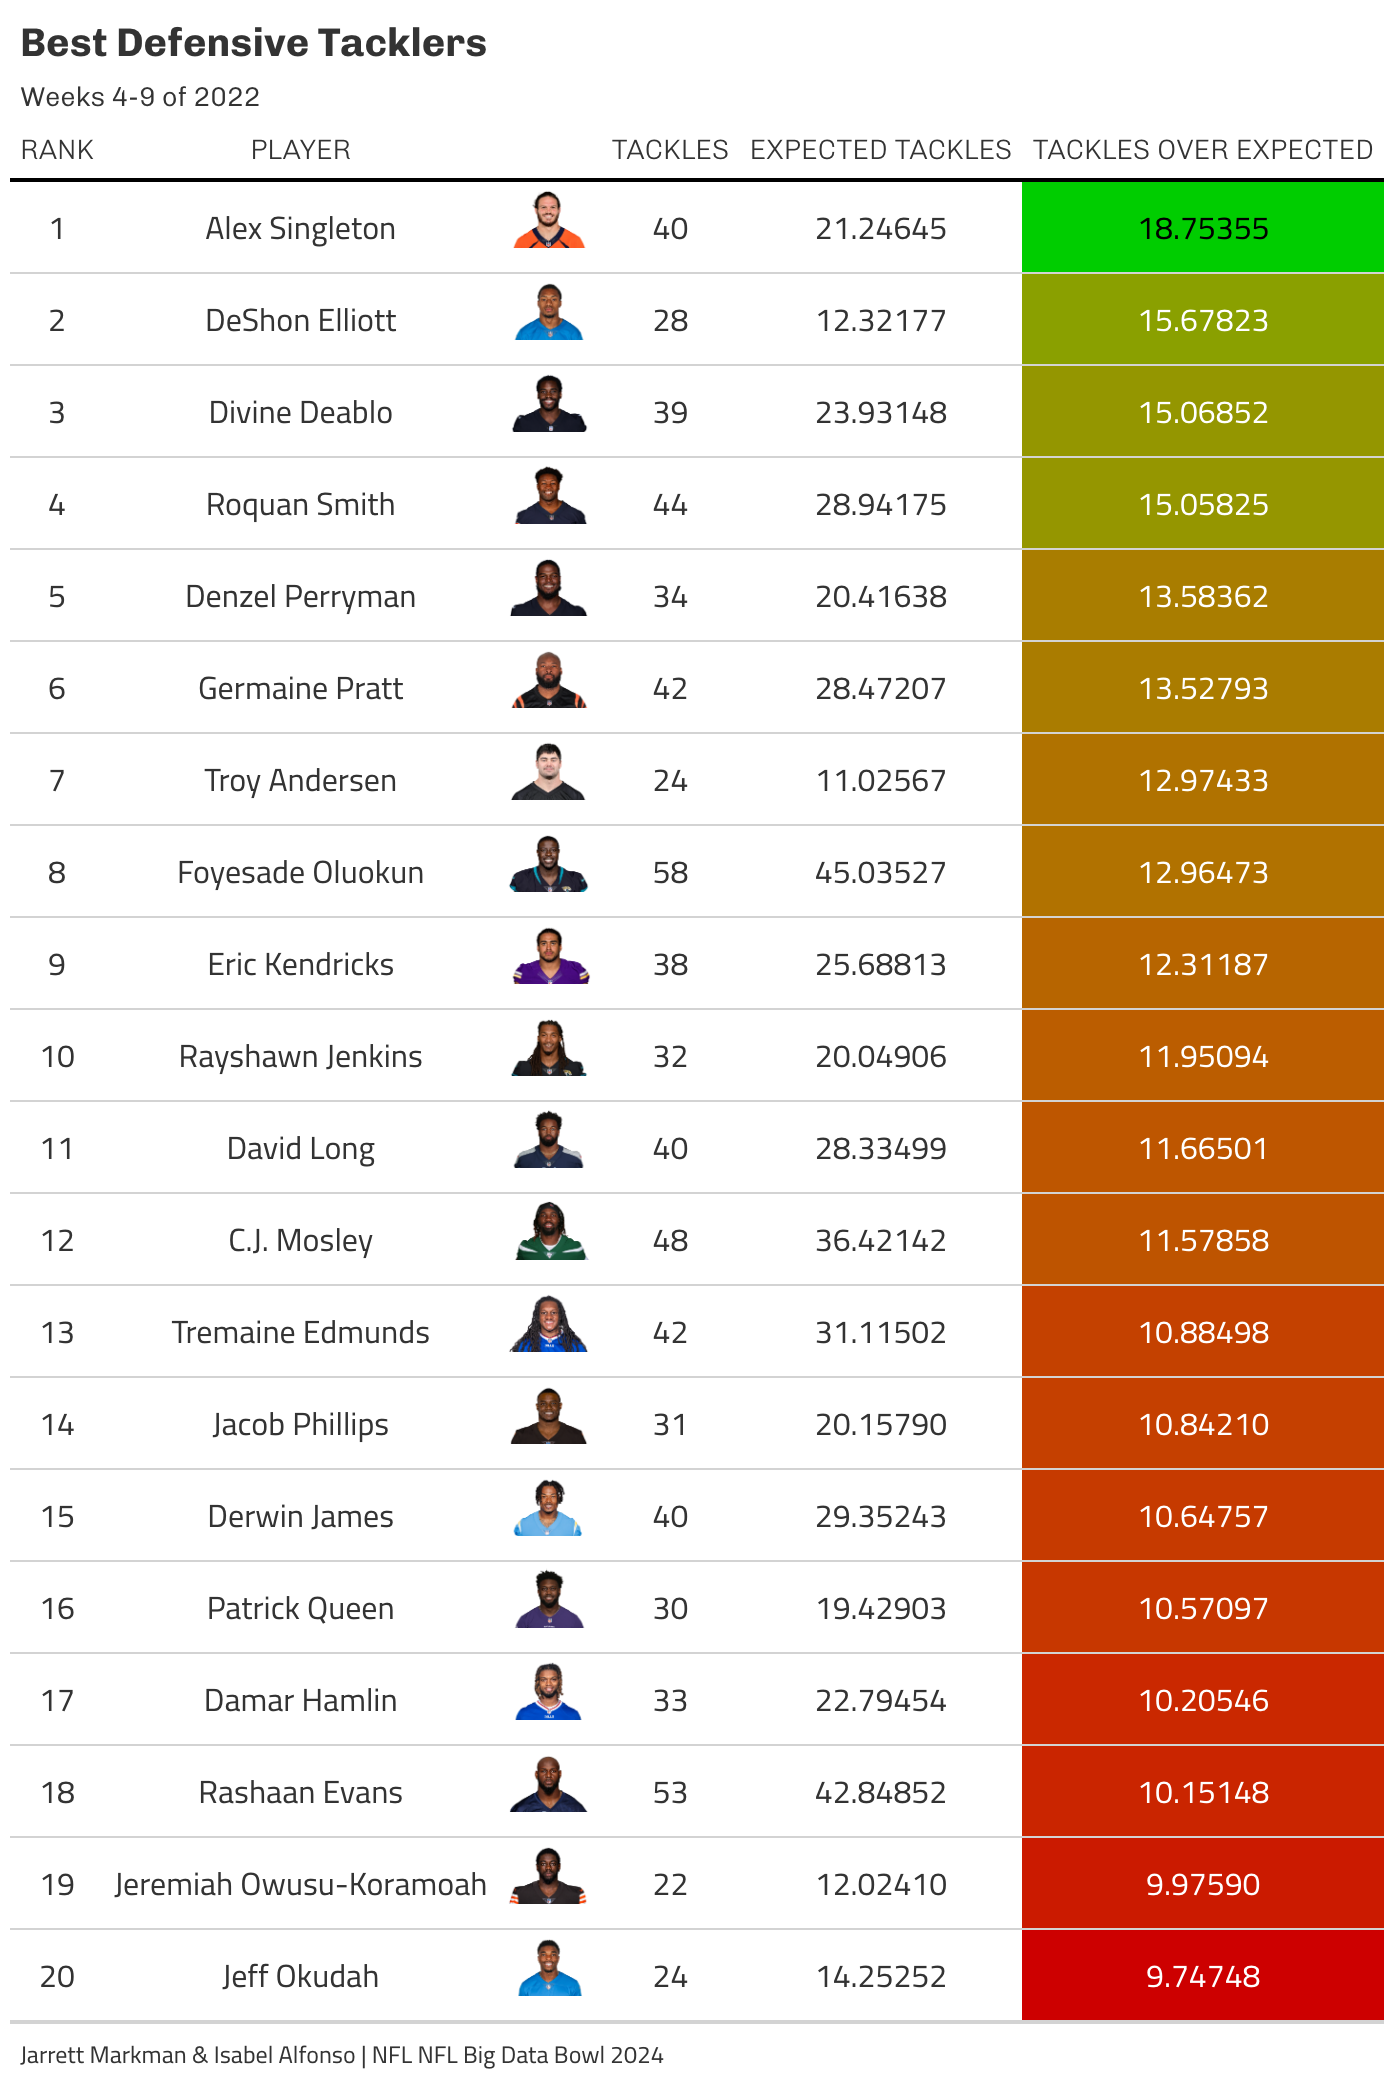 Best Defensive Tacklers
Weeks 4-9 of 2022
RANK PLAYER TACKLES EXPECTED TACKLES TACKLES OVER EXPECTED
1 Alex Singleton 40 21.24645 18.75355
2 DeShon Elliott 28 12.32177 15.67823
3 Divine Deablo 39 23.93148 15.06852
4 Roquan Smith 44 28.94175 15.05825
5 Denzel Perryman 34 20.41638 13.58362
6 Germaine Pratt 42 28.47207 13.52793
7 Troy Andersen 24 11.02567 12.97433
8 Foyesade Oluokun 58 45.03527 12.96473
9 Eric Kendricks 38 25.68813 12.31187
10 Rayshawn Jenkins 32 20.04906 11.95094
11 David Long 40 28.33499 11.66501
12 C.J. Mosley 48 36.42142 11.57858
13 Tremaine Edmunds 42 31.11502 10.88498
14 Jacob Phillips 31 20.15790 10.84210
15 Derwin James 40 29.35243 10.64757
16 Patrick Queen 30 19.42903 10.57097
17 Damar Hamlin 33 22.79454 10.20546
18 Rashaan Evans 53 42.84852 10.15148
19 Jeremiah Owusu-Koramoah 22 12.02410 9.97590
20 Jeff Okudah 24 14.25252 9.74748
Jarrett Markman & Isabel Alfonso | NFL NFL Big Data Bowl 2024